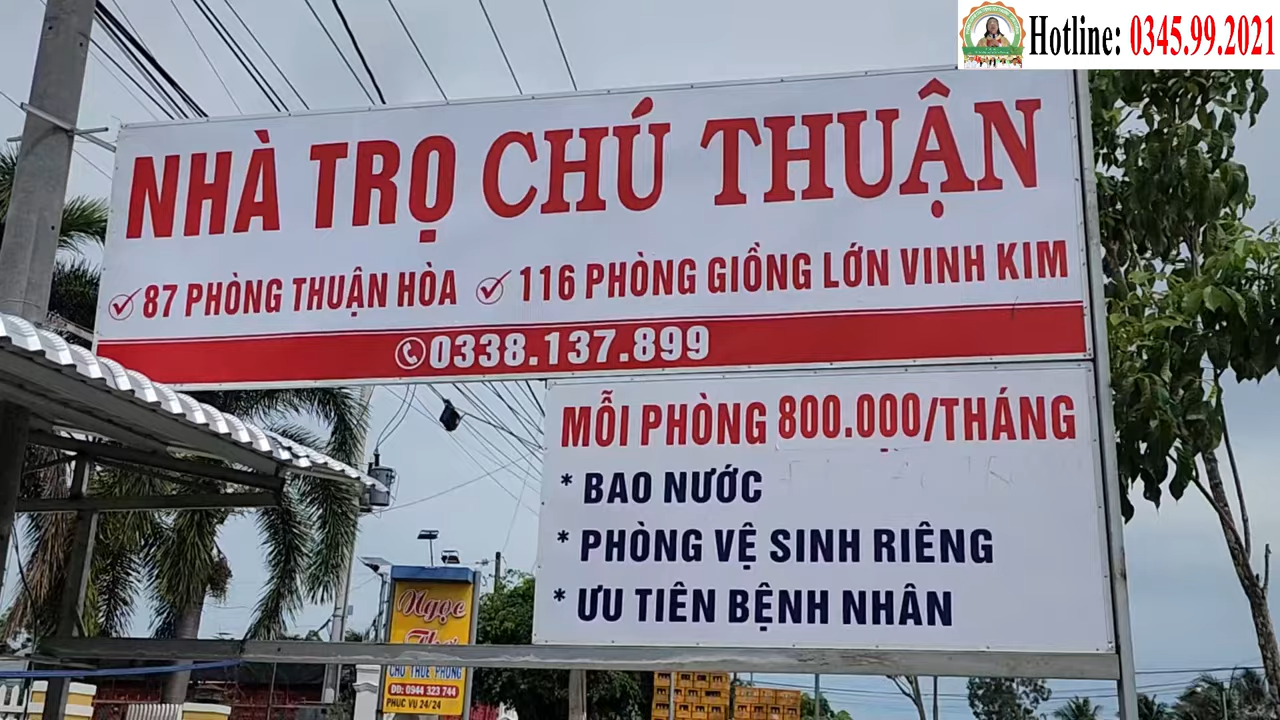 Hotline: 0345.99.2021
NHÀ TRỌ CHÚ THUẬN
87 PHÒNG THUẬN HÒA 116 PHÒNG GIỒNG LỚN VINH KIM
0338.137.899
MỖI PHÒNG 800.000/THÁNG
* BAO NƯỚC
* PHÒNG VỆ SINH RIÊNG
* ƯU TIÊN BỆNH NHÂN
Ngọc
CHO THUÊ PHÒNG
ĐD: 0944 323 744
PHỤC VỤ 24/24